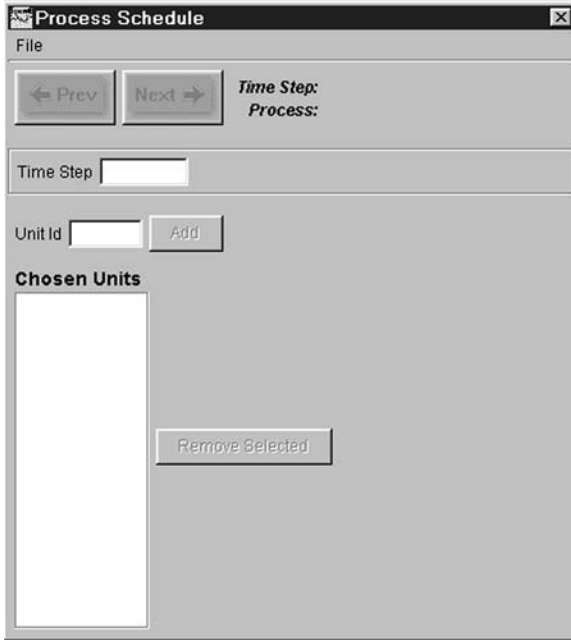 Process Schedule
File
Prev Next Time Step:
Process:
Time Step
Unit Id Add
Chosen Units
Remove Selected